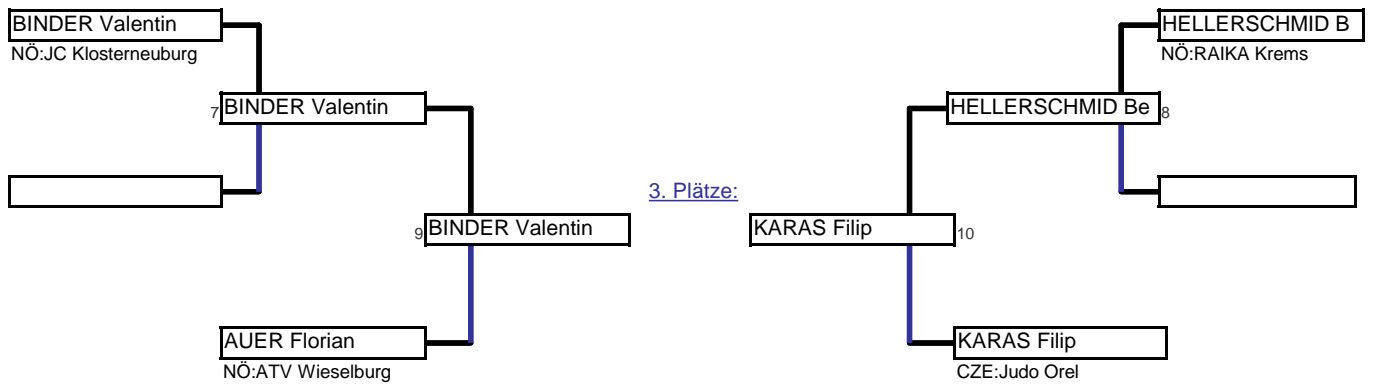 BINDER Valentin
NÖ:JC Klosterneuburg
7 BINDER Valentin
9 BINDER Valentin
AUER Florian
NÖ:ATV Wieselburg
3. Plätze:
HELLERSCHMID B
NÖ:RAIKA Krems
HELLERSCHMID Be 8
KARAS Filip 10
KARAS Filip
CZE:Judo Orel